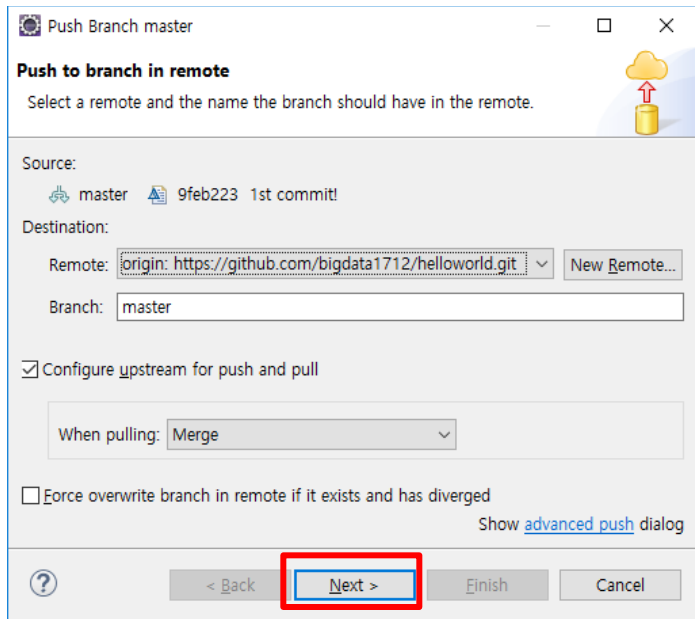 Push Branch master
Push to branch in remote
Select a remote and the name the branch should have in the remote.
Source:
master 9feb223 1st commit!
Destination:
Remote: origin: https://github.com/bigdata1712/helloworld.git New Remote...
Branch: master
Configure upstream for push and pull
When pulling: Merge
Force overwrite branch in remote if it exists and has diverged
Show advanced push dialog
? < Back Next > Finish Cancel